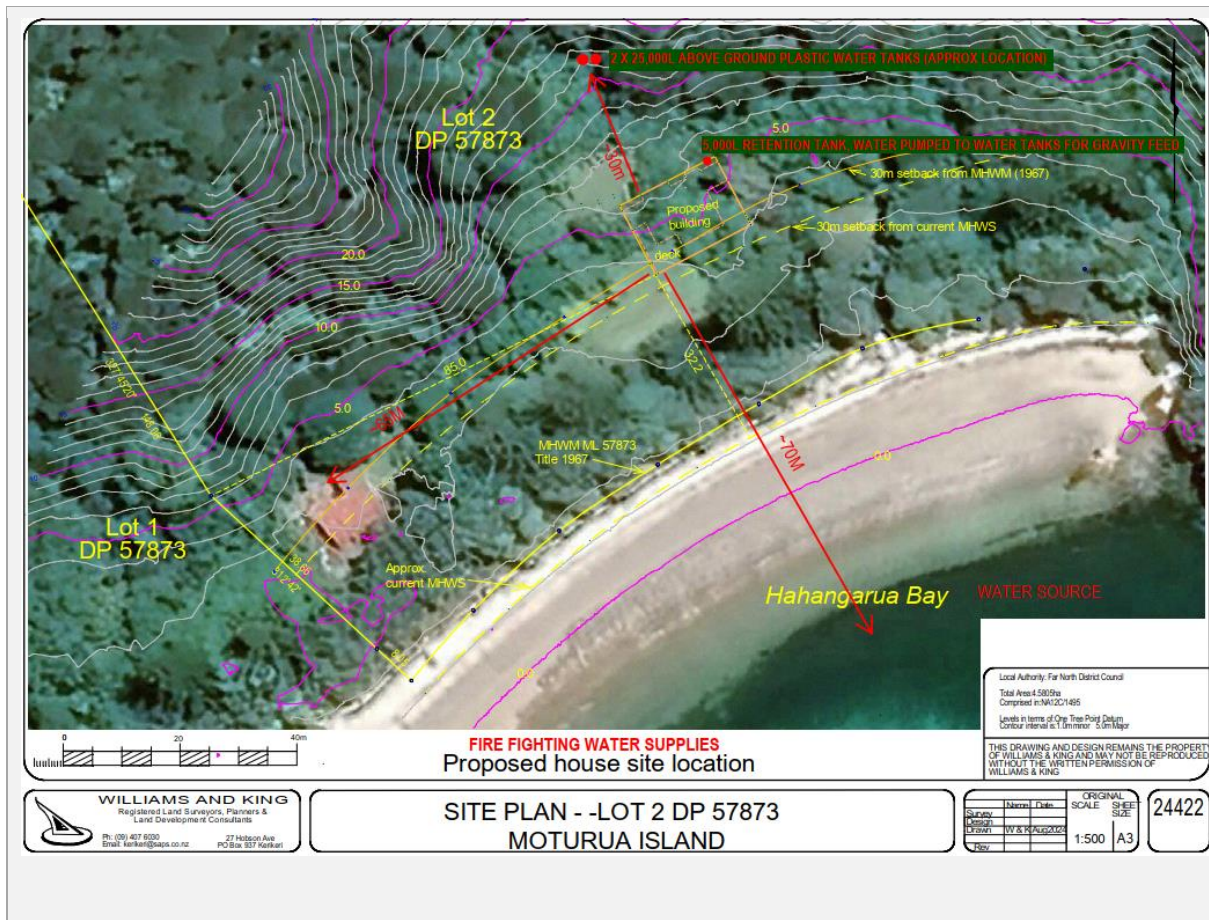 2 X 25,000L ABOVE GROUND PLASTIC WATER TANKS (APPROX LOCATION)
Lot 2
DP 57873
5.0
5,000L RETENTION TANK, WATER PUMPED TO WATER TANKS FOR GRAVITY FEED
~30m
30m setback from MHWM (1967)
Proposed
building
30m setback from current MHWS
deck
20.0
15.0
10.0
85.0
32.2
5.0
MHWM ML 57873
Title 1967
~70M
0.0
Lot 1
DP 57873
38.65
Approx.
current MHWS
Hahangarua Bay
WATER SOURCE
0.0
Local Authority: Far North District Council
Total Area:4.5805ha
Comprised in:NA12C/1495
Levels in terms of:One Tree Point Datum
Contour interval is:1.0m minor 5.0m Major
THIS DRAWING AND DESIGN REMAINS THE PROPERTY
OF WILLIAMS & KING AND MAY NOT BE REPRODUCED
WITHOUT THE WRITTEN PERMISSION OF
WILLIAMS & KING
0 20 40m
FIRE FIGHTING WATER SUPPLIES
Proposed house site location
WILLIAMS AND KING
Registered Land Surveyors, Planners &
Land Development Consultants
Ph: (09) 407 6030 27 Hobson Ave
Email: kerikeri@saps.co.nz PO Box 937 Kerikeri
SITE PLAN - -LOT 2 DP 57873
MOTURUA ISLAND
Name Date
Survey
Design
Drawn W & K Aug2024
Rev
ORIGINAL
SCALE SHEET SIZE
1:500 A3
24422